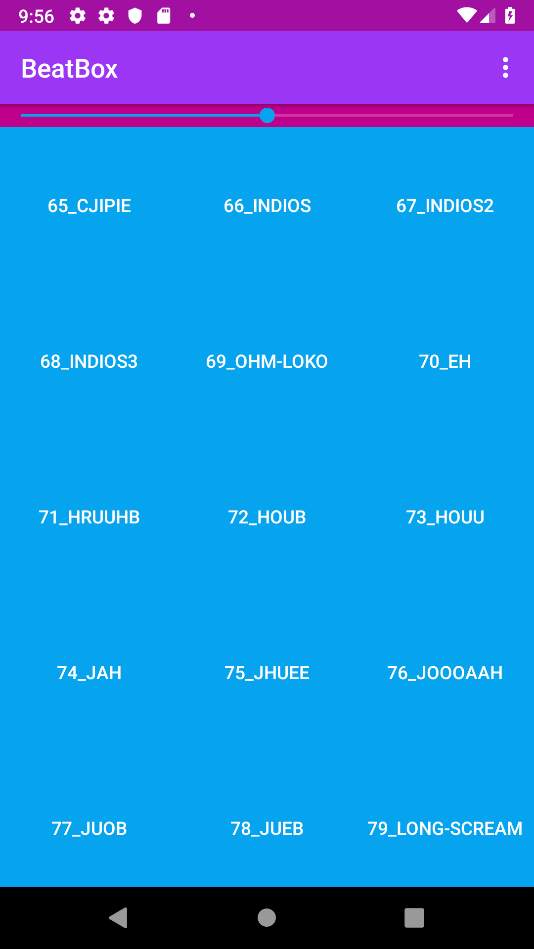 9:56
BeatBox
65_CJIPIE 66_INDIOS 67_INDIOS2
68_INDIOS3 69_OHM-LOKO 70_EH
71_HRUUHB 72_HOUB 73_HOUU
74_JAH 75_JHUEE 76_JOOOAAH
77_JUOB 78_JUEB 79_LONG-SCREAM